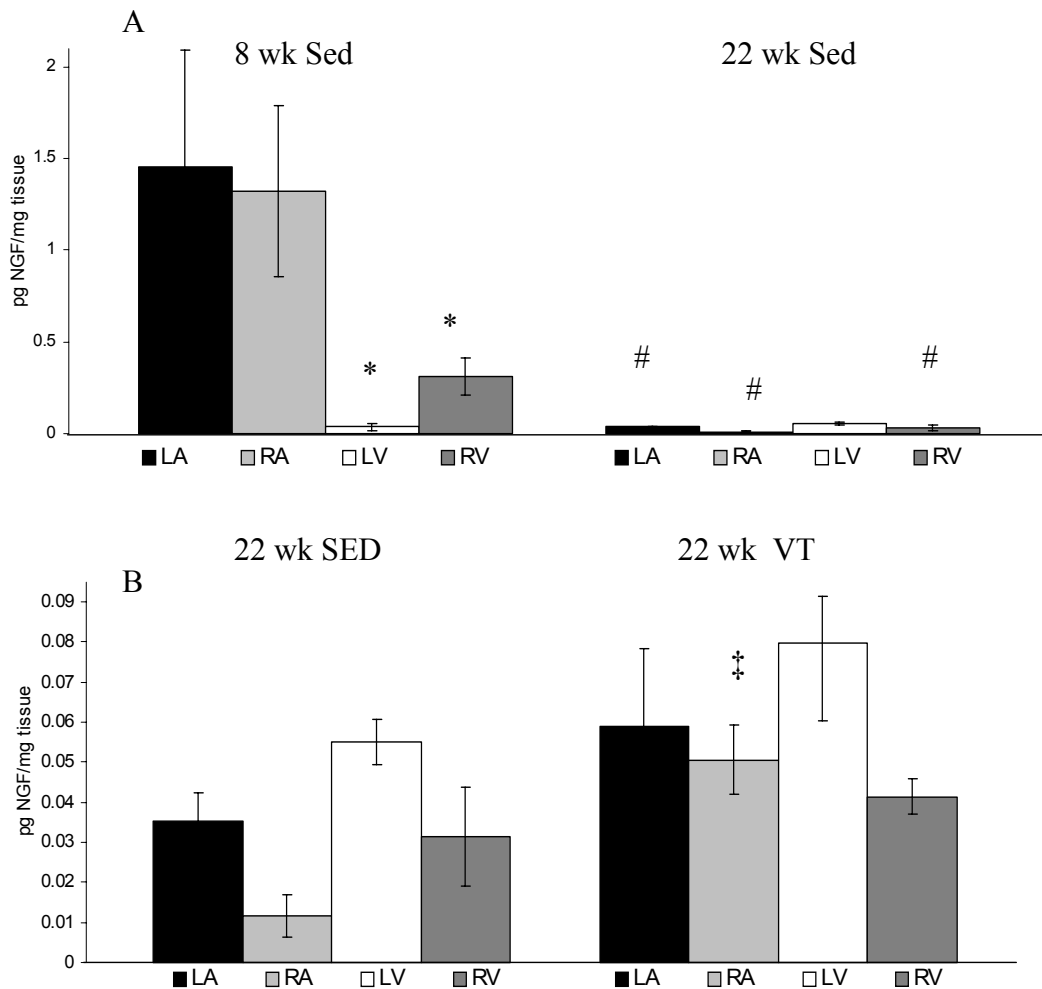 A
8 wk Sed 22 wk Sed
pg NGF/mg tissue
2
1.5
1
0.5
0
* *
# # #
LA RA LV RV LA RA LV RV
22 wk SED 22 wk VT
B
pg NGF/mg tissue
0.09
0.08
0.07
0.06
0.05
0.04
0.03
0.02
0.01
0
‡
LA RA LV RV LA RA LV RV